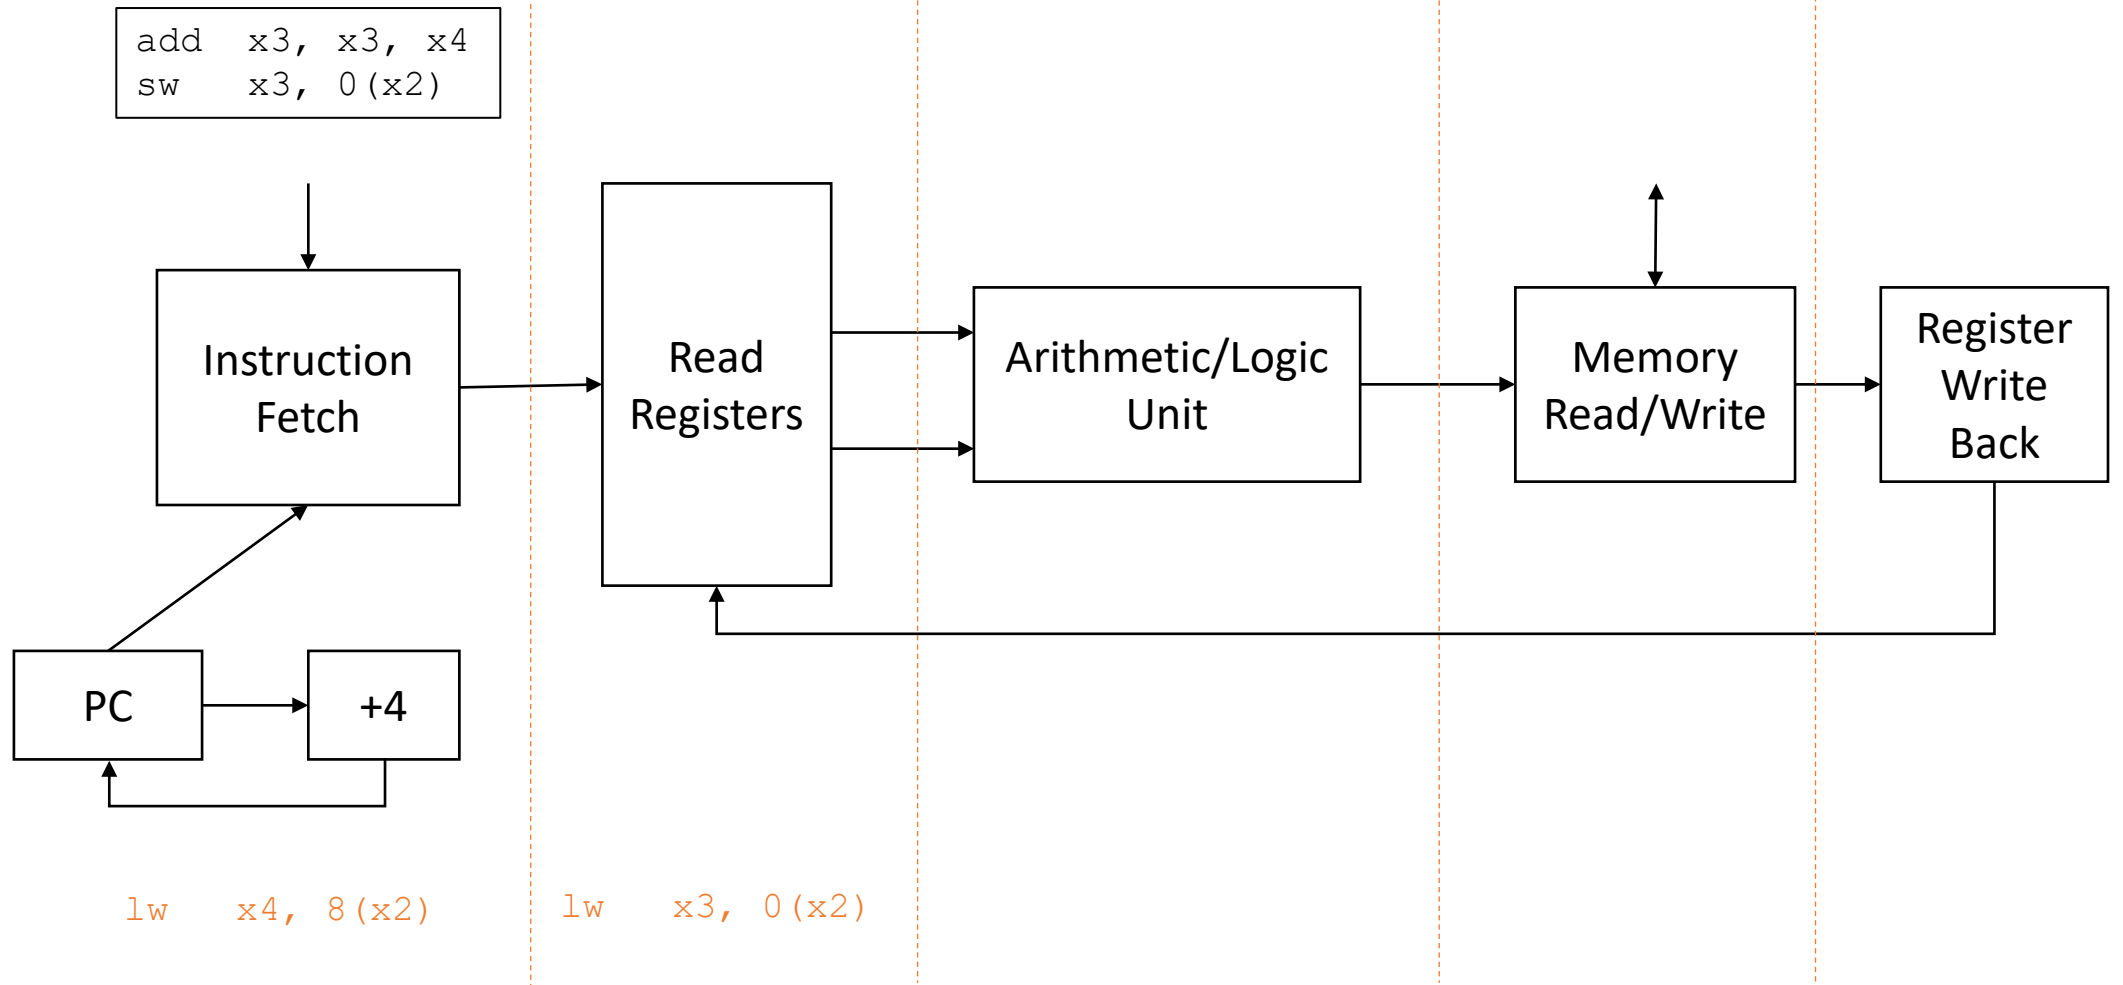 add  x3, x3, x4
sw   x3, 0(x2)
Instruction
Fetch
Read
Registers
Arithmetic/Logic
Unit
Memory
Read/Write
Register
Write
Back
PC
+4
lw   x4, 8(x2)
lw   x3, 0(x2)